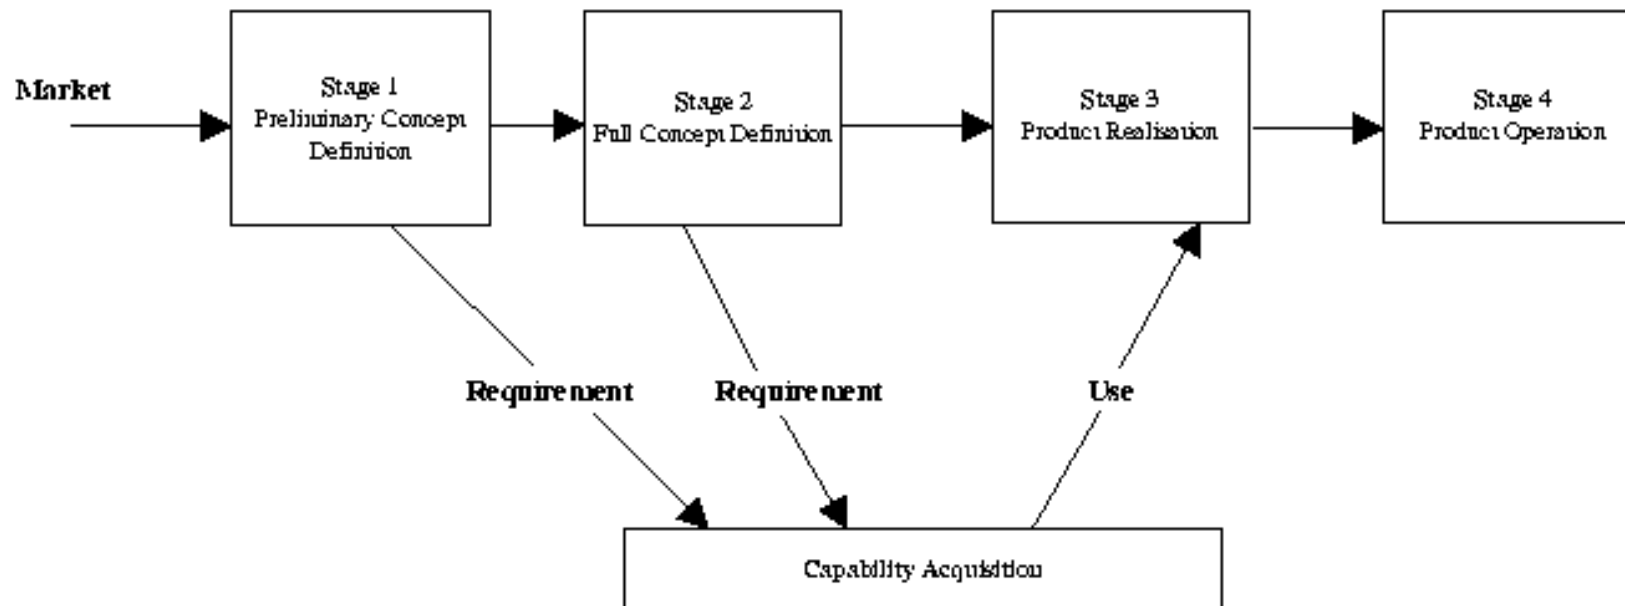 Market
Stage 1
Preliminary Concept
Definition
Stage 2
Full Concept Definition
Stage 3
Product Realisation
Stage 4
Product Operation
Requirement
Requirement
Use
Capability Acquisition